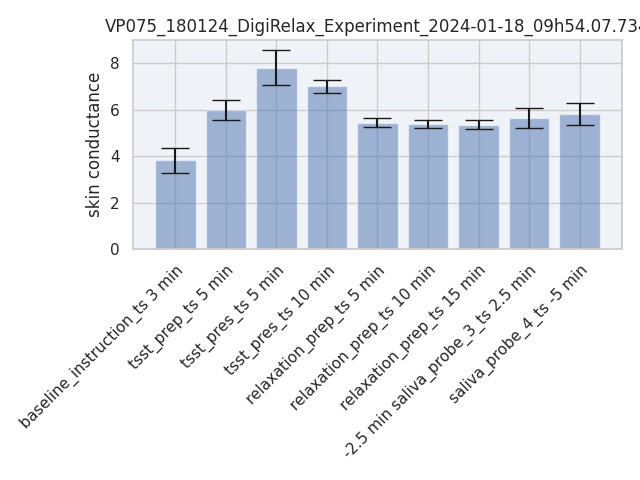 VP075_180124_DigiRelax_Experiment_2024-01-18_09h54.07.734
skin conductance
8
6
4
2
0
baseline_instruction_ts 3 min
tsst_prep_ts 5 min
tsst_pres_ts 5 min
tsst_pres_ts 10 min
relaxation_prep_ts 5 min
relaxation_prep_ts 10 min
relaxation_prep_ts 15 min
-2.5 min saliva_probe_3_ts 2.5 min
saliva_probe_4_ts -5 min